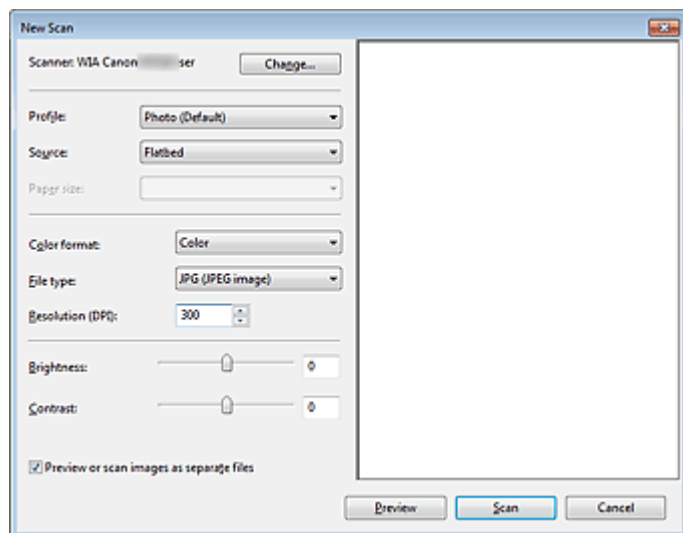 New Scan
Scanner: WIA Canon ser Change...
Profile: Photo (Default)
Source: Flatbed
Paper size:
Color format: Color
File type: JPG (JPEG image)
Resolution (DPI): 300
Brightness: 0
Contrast: 0
Preview or scan images as separate files
Preview Scan Cancel